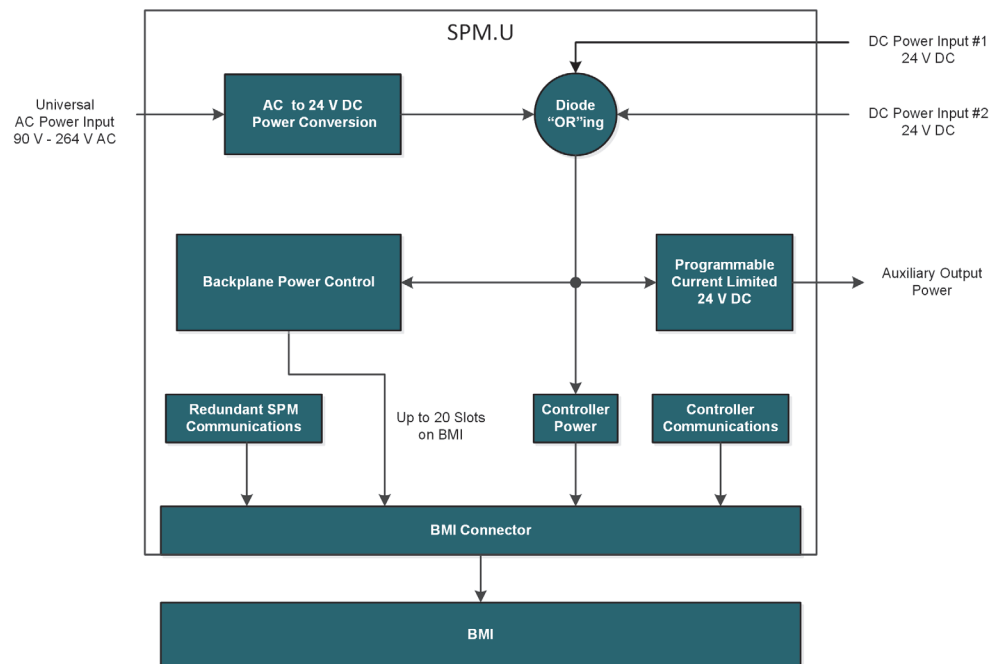 SPM.U
DC Power Input #1
24 V DC
Universal
AC Power Input
90 V - 264 V AC
AC to 24 V DC
Power Conversion
Diode
“OR”ing
DC Power Input #2
24 V DC
Backplane Power Control
Programmable
Current Limited
24 V DC
Auxiliary Output
Power
Redundant SPM
Communications
Up to 20 Slots
on BMI
Controller
Power
Controller
Communications
BMI Connector
BMI